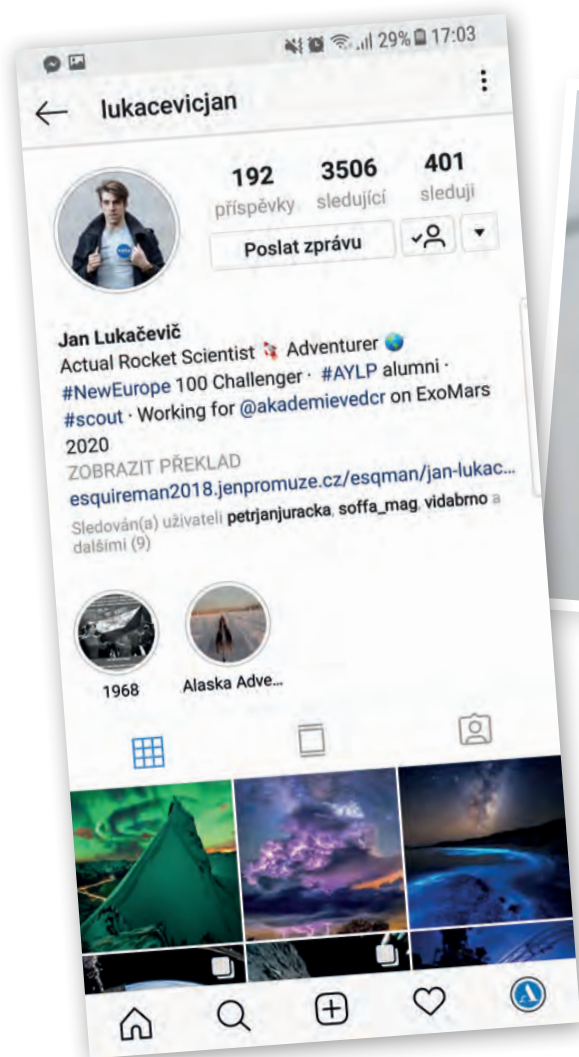 29% 17:03
lukacevicjan
192 3506 401
příspěvky sledující sleduji
Poslat zprávu
Jan Lukačevič
Actual Rocket Scientist 🚀 Adventurer 🌎
#NewEurope 100 Challenger · #AYLP alumni ·
#scout · Working for @akademievedcr on ExoMars
2020
ZOBRAZIT PŘEKLAD
esquireman2018.jenpromuze.cz/esqman/jan-lukac...
Sledován(a) uživateli petrjanjuracka, soffa_mag, vidabrno a
dalšími (9)
1968 Alaska Adve...